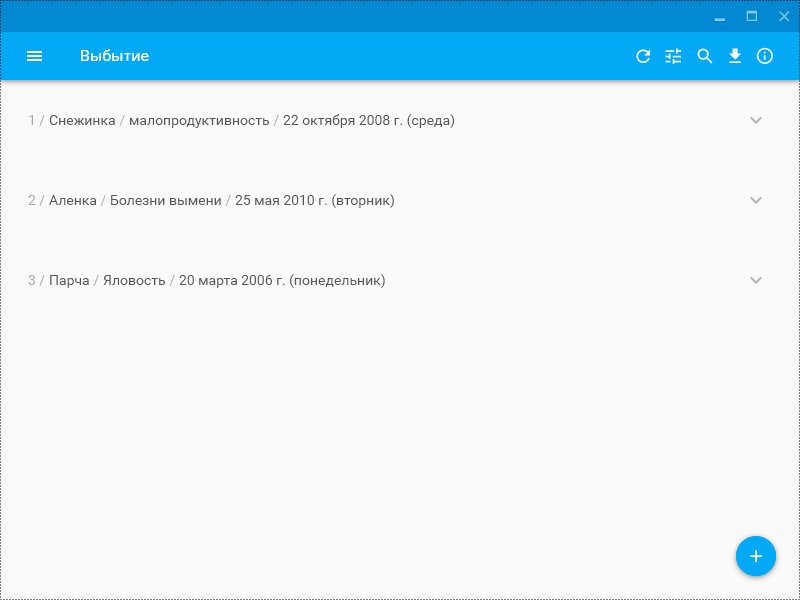 Выбытие
1 / Снежинка / малопродуктивность / 22 октября 2008 г. (среда)
2 / Аленка / Болезни вымени / 25 мая 2010 г. (вторник)
3 / Парча / Яловость / 20 марта 2006 г. (понедельник)